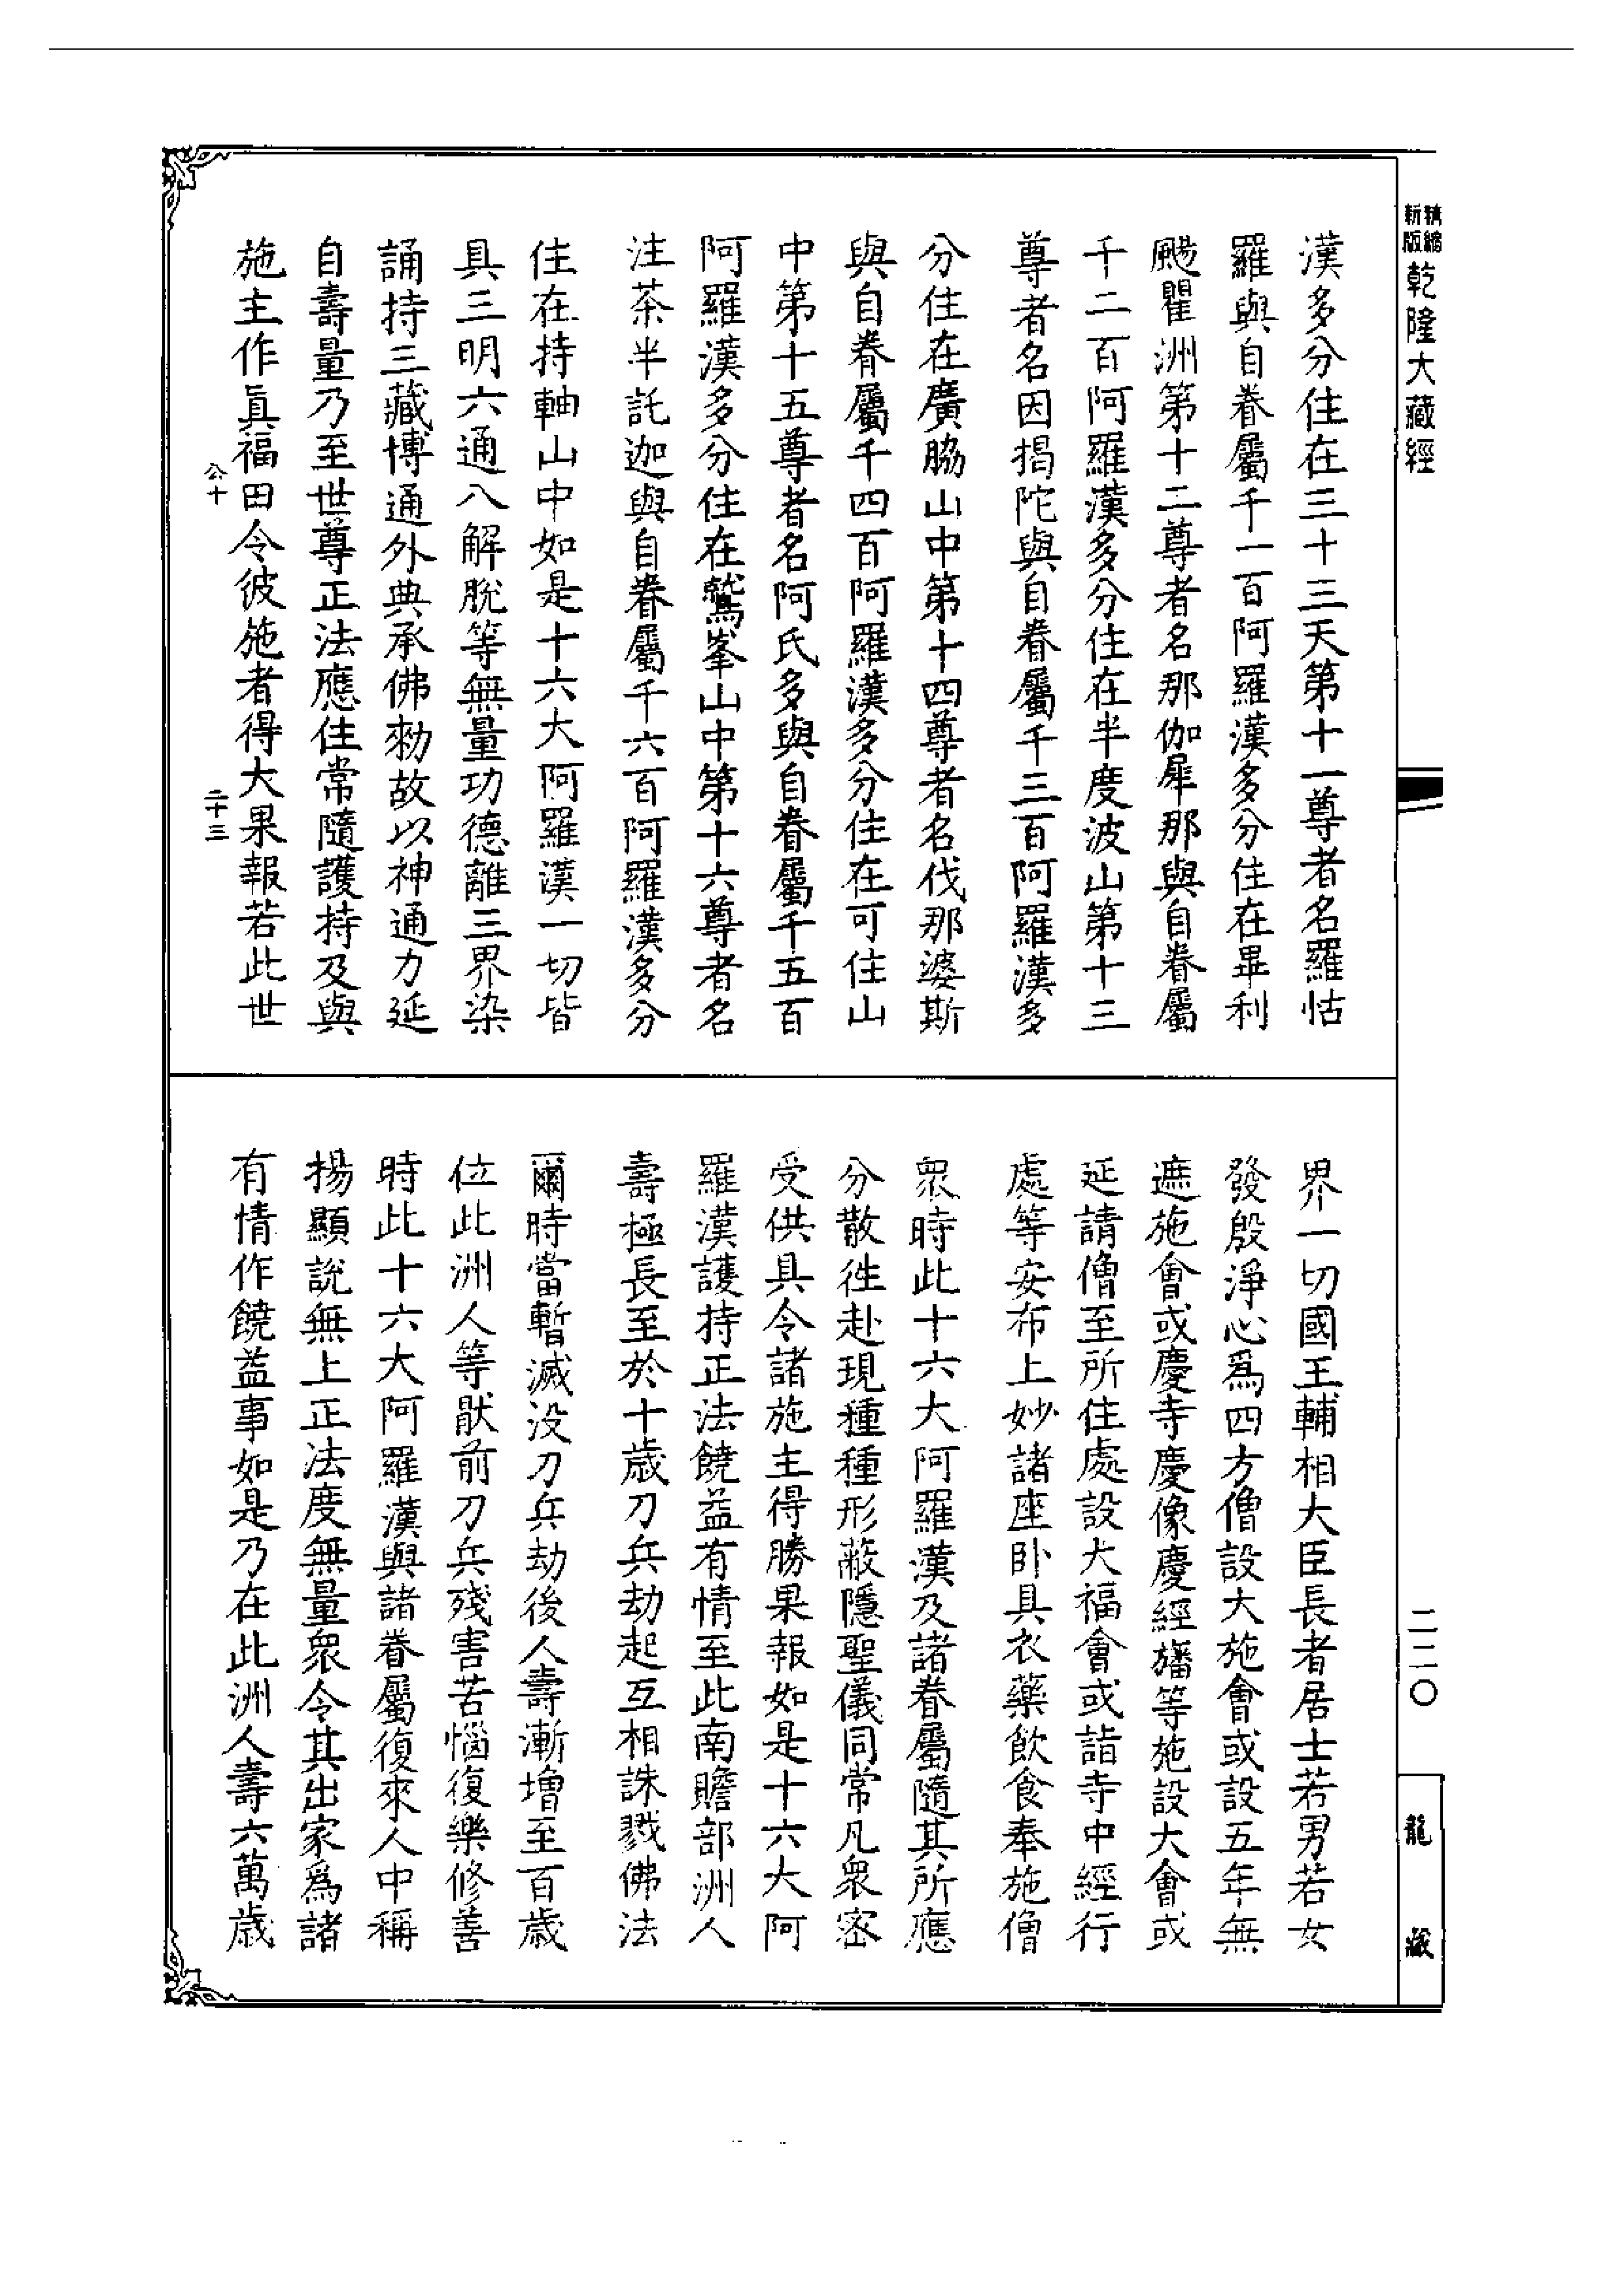 新版精縮乾隆大藏經
漢多分住在三十三天第十一尊者名羅怙
羅與自眷屬千一百阿羅漢多分住在畢利
颺瞿洲第十二尊者名那伽犀那與自眷屬
千二百阿羅漢多分住在半度波山第十三
尊者名因揭陀與自眷屬千三百阿羅漢多
分住在廣脇山中第十四尊者名伐那婆斯
與自眷屬千四百阿羅漢多分住在可住山
中第十五尊者名阿氏多與自眷屬千五百
阿羅漢多分住在鷲峯山中第十六尊者名
注茶半託迦與自眷屬千六百阿羅漢多分
住在持軸山中如是十六大阿羅漢一切皆
具三明六通八解脫等無量功德離三界染
誦持三藏博通外典承佛勑故以神通力延
自壽量乃至世尊正法應住常隨護持及與
施主作眞福田令彼施者得大果報若此世
公十 二十三
界一切國王輔相大臣長者居士若男若女
發殷淨心爲四方僧設大施會或設五年無
遮施會或慶寺慶像慶經旛等施設大會或
延請僧至所住處設大福會或詣寺中經行
處等安布上妙諸座卧具衣藥飲食奉施僧
衆時此十六大阿羅漢及諸眷屬隨其所應
分散徃赴現種種形蔽隱聖儀同常凡衆密
受供具令諸施主得勝果報如是十六大阿
羅漢護持正法饒益有情至此南贍部洲人
壽極長至於十歲刀兵劫起互相誅戮佛法
爾時當暫滅没刀兵劫後人壽漸增至百歲
位此洲人等猒前刀兵殘害苦惱復樂修善
時此十六大阿羅漢與諸眷屬復來人中稱
揚顯說無上正法度無量衆令其出家爲諸
有情作饒益事如是乃至此洲人壽六萬歲
二二〇
龍藏